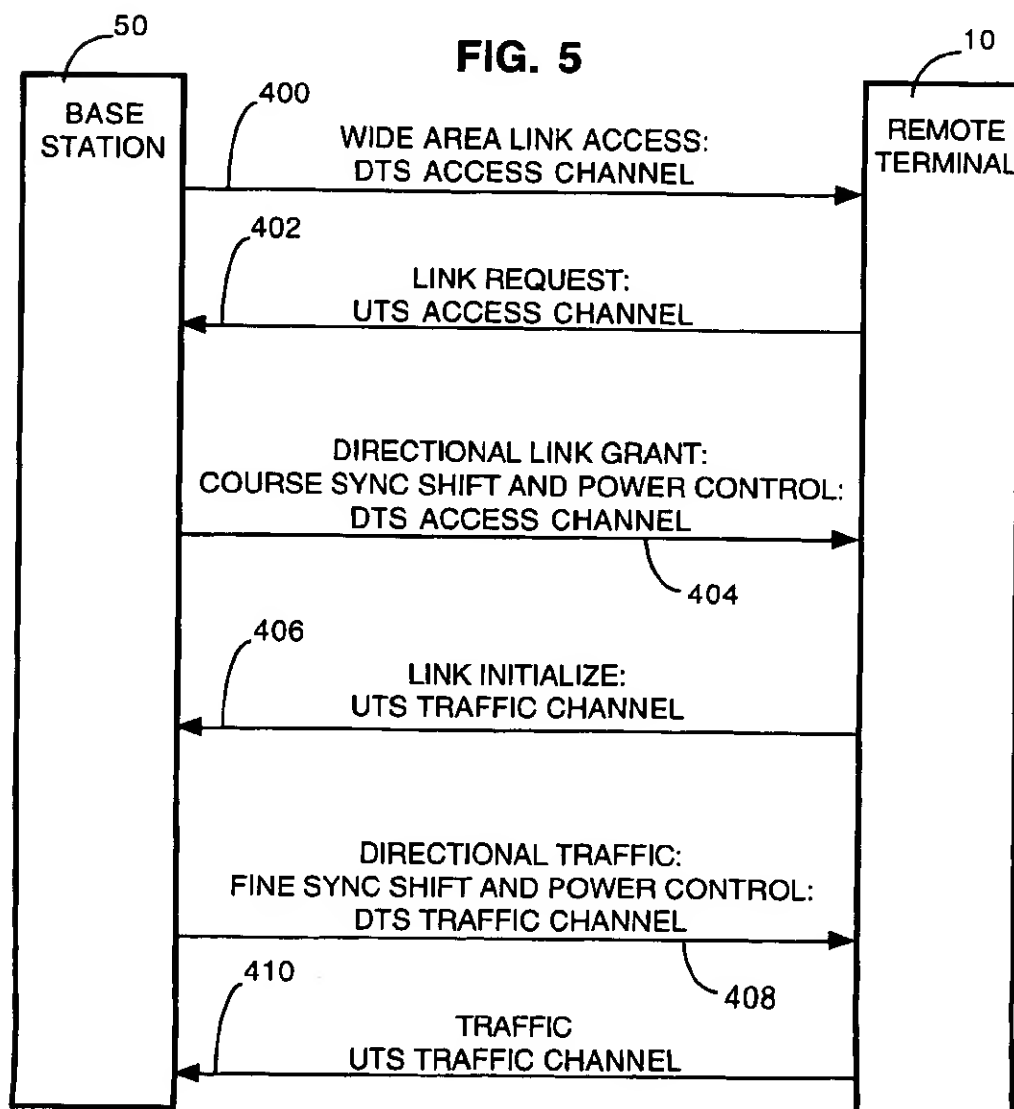 50
FIG. 5
10
BASE
STATION
400
WIDE AREA LINK ACCESS:
DTS ACCESS CHANNEL
REMOTE
TERMINAL
402
LINK REQUEST:
UTS ACCESS CHANNEL
DIRECTIONAL LINK GRANT:
COURSE SYNC SHIFT AND POWER CONTROL:
DTS ACCESS CHANNEL
404
406
LINK INITIALIZE:
UTS TRAFFIC CHANNEL
DIRECTIONAL TRAFFIC:
FINE SYNC SHIFT AND POWER CONTROL:
DTS TRAFFIC CHANNEL
408
410
TRAFFIC
UTS TRAFFIC CHANNEL